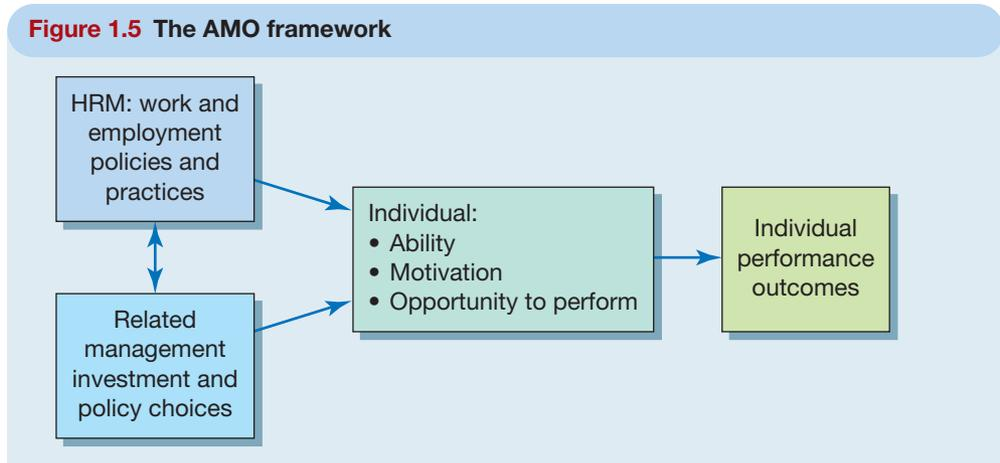 Figure 1.5 The AMO framework
HRM: work and
employment
policies and
practices
Related
management
investment and
policy choices
Individual:
• Ability
• Motivation
• Opportunity to perform
Individual
performance
outcomes